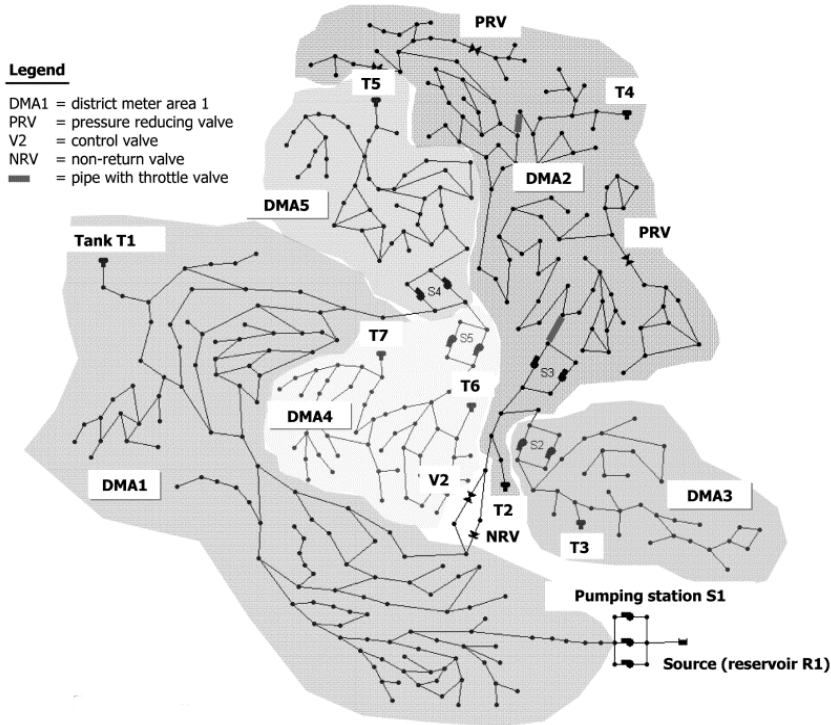 PRV
Legend
DMA1 = district meter area 1
PRV = pressure reducing valve
V2 = control valve
NRV = non-return valve
= pipe with throttle valve
T5
T4
DMA2
DMA5
Tank T1
PRV
S4
T7
S5
S3
T6
DMA4
S2
DMA1
V2
T2
DMA3
NRV
T3
Pumping station S1
Source (reservoir R1)